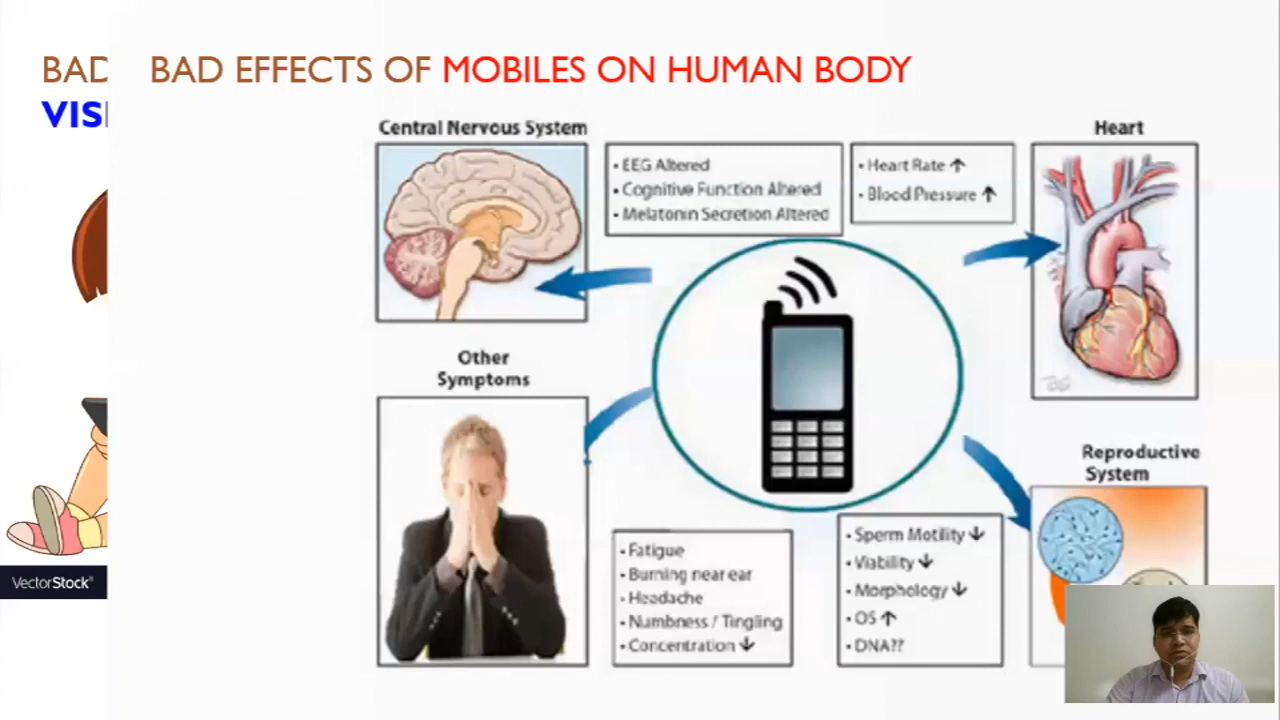 BAD
VIS
BAD EFFECTS OF MOBILES ON HUMAN BODY
Central Nervous System
• EEG Altered
• Cognitive Function Altered
• Melatonin Secretion Altered
• Heart Rate ↑
• Blood Pressure ↑
Heart
Other
Symptoms
• Fatigue
• Burning near ear
• Headache
• Numbness / Tingling
• Concentration ↓
• Sperm Motility ↓
• Viability ↓
• Morphology ↓
• OS ↑
• DNA??
Reproductive
System
VectorStock®